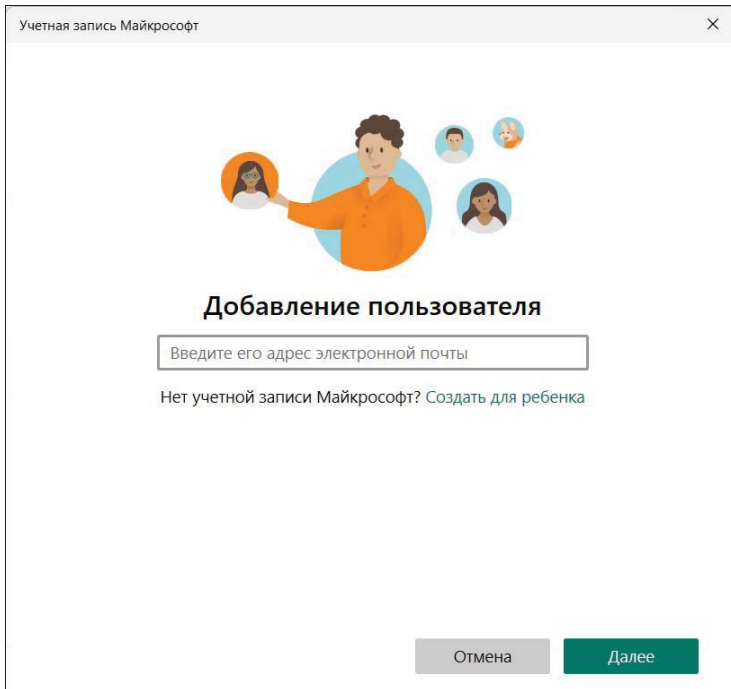 Учетная запись Майкрософт
Добавление пользователя
Введите его адрес электронной почты
Нет учетной записи Майкрософт? Создать для ребенка
Отмена
Далее